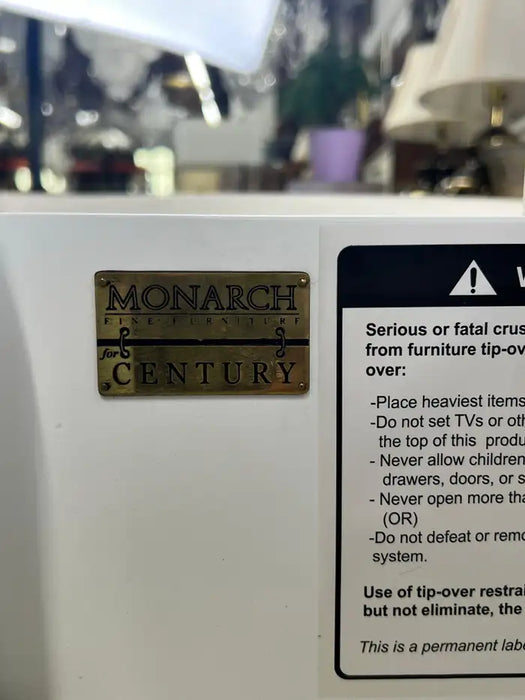 MONARCH
FINE FURNITURE
for CENTURY
Serious or fatal crus
from furniture tip-ov
over:
-Place heaviest items
-Do not set TVs or oth
the top of this produ
- Never allow children
drawers, doors, or s
- Never open more tha
(OR)
-Do not defeat or remo
system.
Use of tip-over restrai
but not eliminate, the
This is a permanent labe